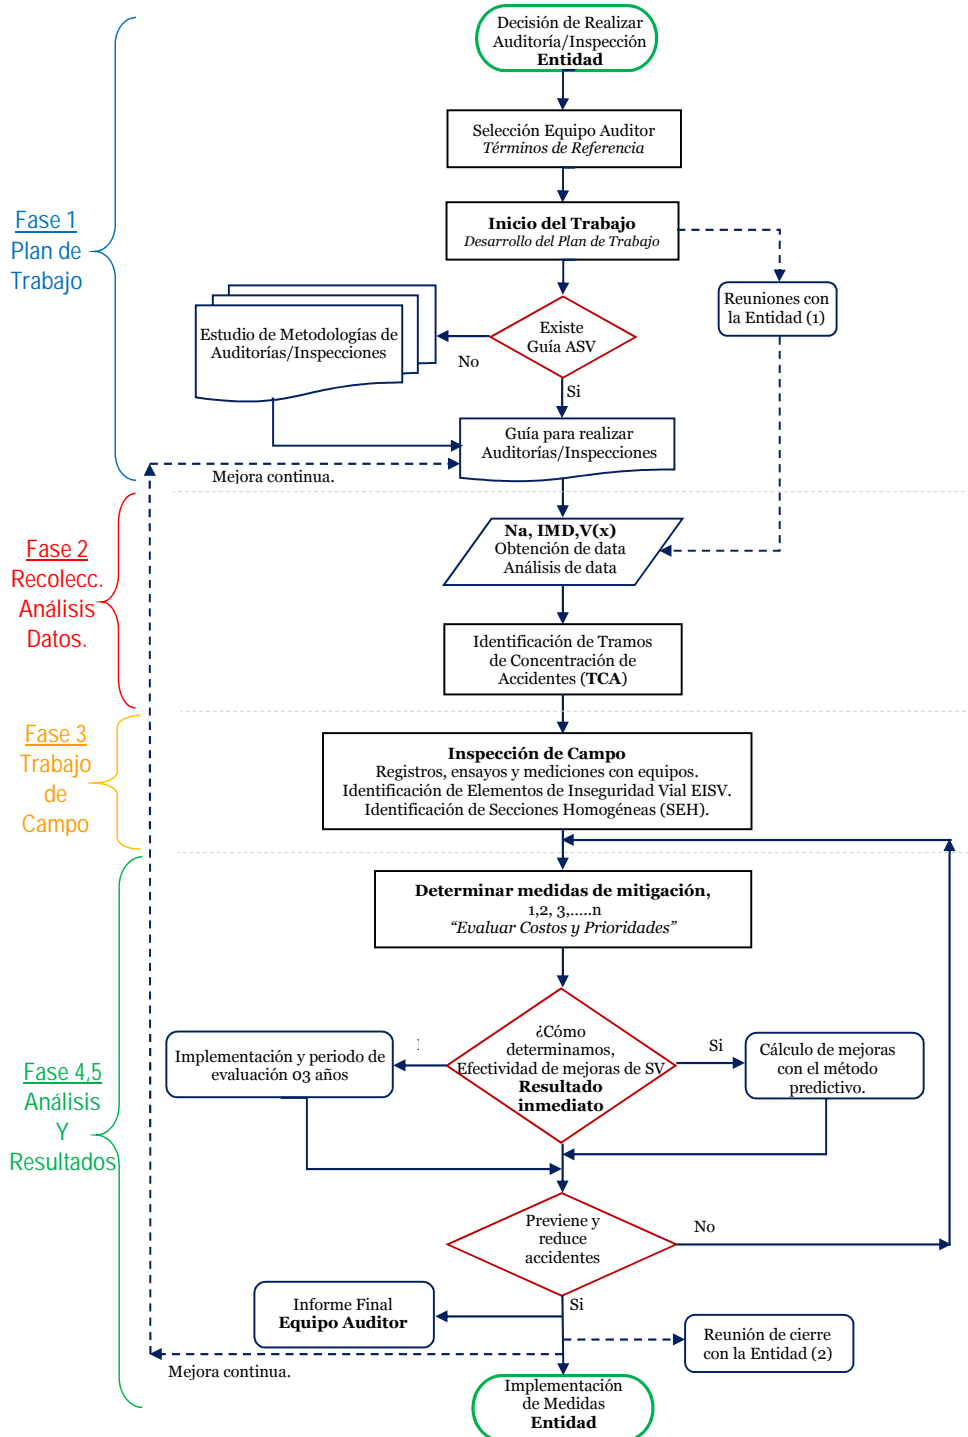 Decisión de Realizar
Auditoría/Inspección
Entidad
Selección Equipo Auditor
Términos de Referencia
Inicio del Trabajo
Desarrollo del Plan de Trabajo
Fase 1
Plan de
Trabajo
Reuniones con
la Entidad (1)
Estudio de Metodologías de
Auditorías/Inspecciones
Existe
Guía ASV
No
Si
Guía para realizar
Auditorías/Inspecciones
Mejora continua.
Fase 2
Recolecc.
Análisis
Datos.
Na, IMD,V(x)
Obtención de data
Análisis de data
Identificación de Tramos
de Concentración de
Accidentes (TCA)
Fase 3
Trabajo
de
Campo
Inspección de Campo
Registros, ensayos y mediciones con equipos.
Identificación de Elementos de Inseguridad Vial EISV.
Identificación de Secciones Homogéneas (SEH).
Determinar medidas de mitigación,
1,2, 3,.....n
“Evaluar Costos y Prioridades”
Fase 4,5
Análisis
Y
Resultados
Implementación y periodo de
evaluación 03 años
¿Cómo
determinamos,
Efectividad de mejoras de SV
Resultado
inmediato
Si
Cálculo de mejoras
con el método
predictivo.
Previene y
reduce
accidentes
No
Si
Informe Final
Equipo Auditor
Reunión de cierre
con la Entidad (2)
Mejora continua.
Implementación
de Medidas
Entidad